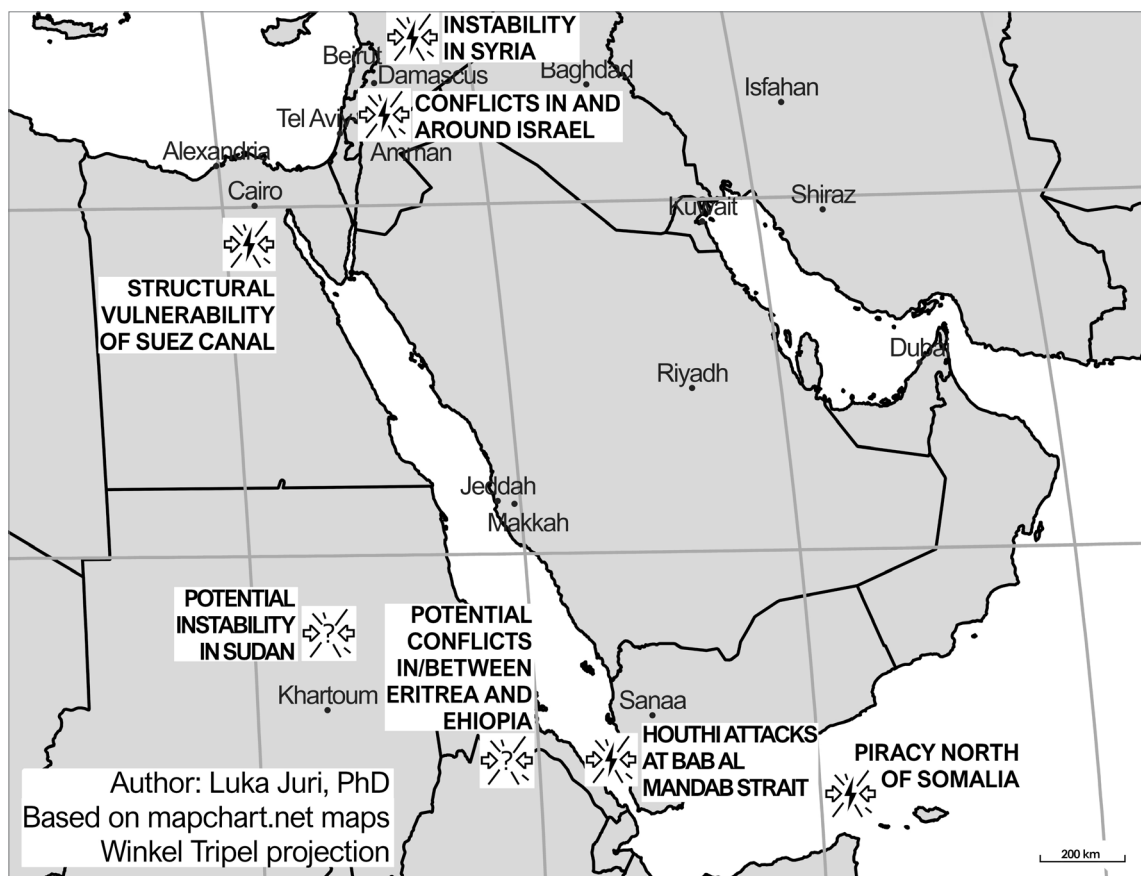 INSTABILITY
IN SYRIA
Beirut
Damascus
Baghdad
Isfahan
CONFLICTS IN AND
AROUND ISRAEL
Tel Aviv
Amman
Alexandria
Cairo
Kuwait
Shiraz
STRUCTURAL
VULNERABILITY
OF SUEZ CANAL
Dubai
Riyadh
Jeddah
Makkah
POTENTIAL
INSTABILITY
IN SUDAN
?
POTENTIAL
CONFLICTS
IN/BETWEEN
ERITREA AND
EHIOPIA
?
Khartoum
Sanaa
HOUTHI ATTACKS
AT BAB AL
MANDAB STRAIT
PIRACY NORTH
OF SOMALIA
Author: Luka Juri, PhD
Based on mapchart.net maps
Winkel Tripel projection
200 km